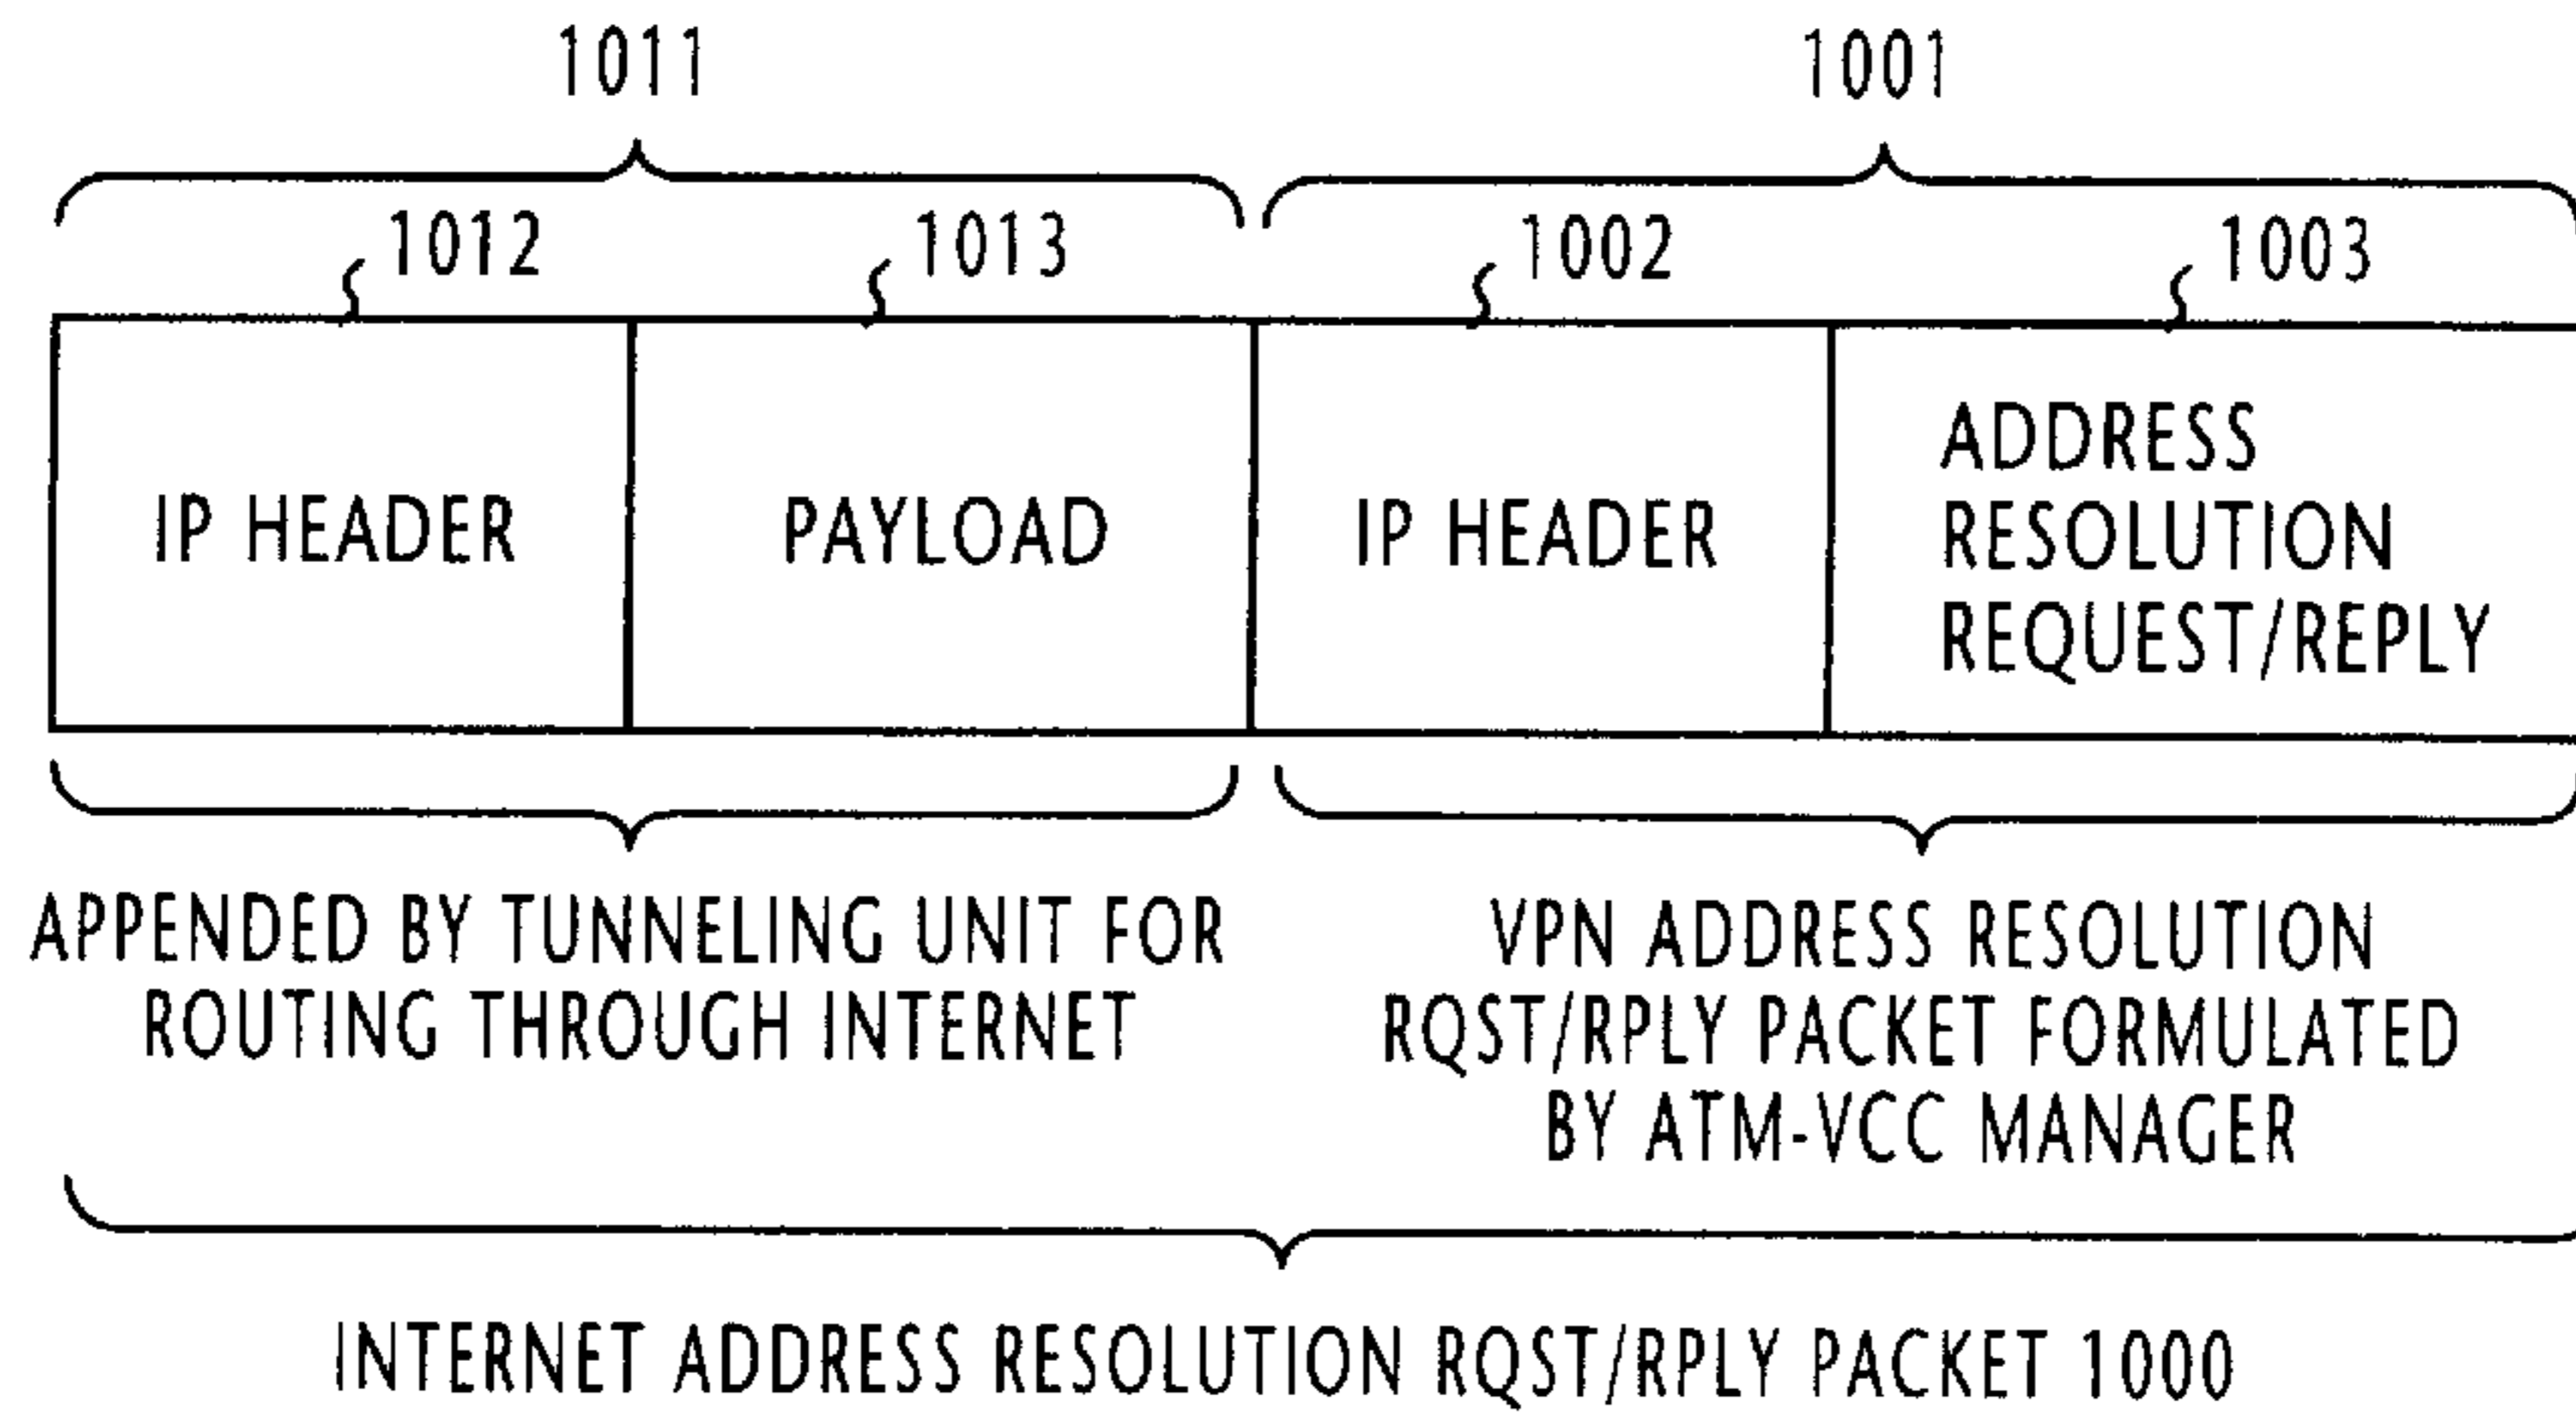 1011
1001
1012
1013
1002
1003
IP HEADER
PAYLOAD
IP HEADER
ADDRESS
RESOLUTION
REQUEST/REPLY
APPENDED BY TUNNELING UNIT FOR
ROUTING THROUGH INTERNET
VPN ADDRESS RESOLUTION
RQST/RPLY PACKET FORMULATED
BY ATM-VCC MANAGER
INTERNET ADDRESS RESOLUTION RQST/RPLY PACKET 1000